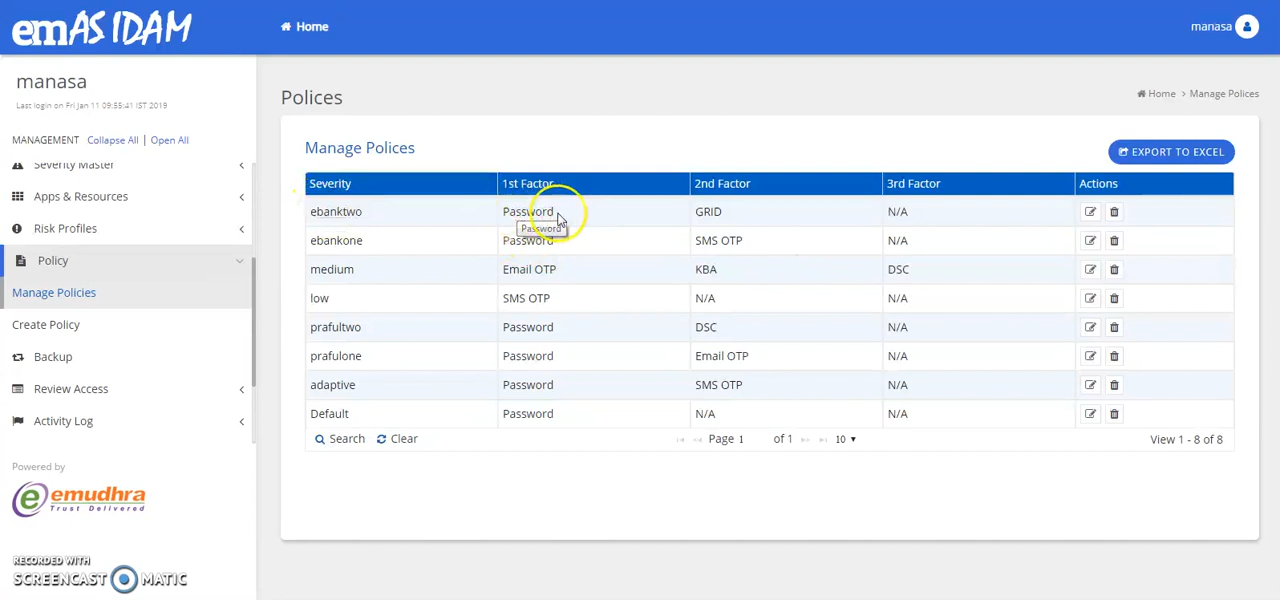 emAS IDAM
Home
manasa
manasa
Last login on Fri Jan 11 09:55:41 IST 2019
MANAGEMENT Collapse All | Open All
Severity Master
Apps & Resources
Risk Profiles
Policy
Manage Policies
Create Policy
Backup
Review Access
Activity Log
Powered by
e emudhra
Trust Delivered
RECORDED WITH
SCREENCAST MATIC
Polices
Home > Manage Polices
Manage Polices
EXPORT TO EXCEL
Severity 1st Factor 2nd Factor 3rd Factor Actions
ebanktwo Password GRID N/A
Password
ebankone Password SMS OTP N/A
medium Email OTP KBA DSC
low SMS OTP N/A N/A
prafultwo Password DSC N/A
prafulone Password Email OTP N/A
adaptive Password SMS OTP N/A
Default Password N/A N/A
Search Clear Page 1 of 1 10 View 1 - 8 of 8